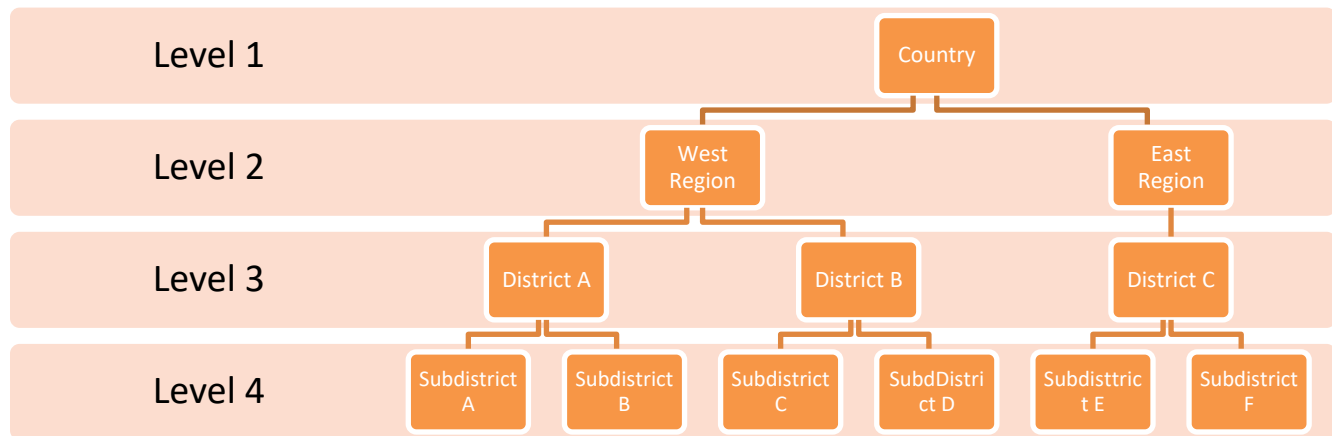 Level 1
Country
Level 2
West
Region
East
Region
Level 3
District A
District B
District C
Level 4
Subdistrict
A
Subdistrict
B
Subdistrict
C
SubdDistri
ct D
Subdisttric
t E
Subdistrict
F